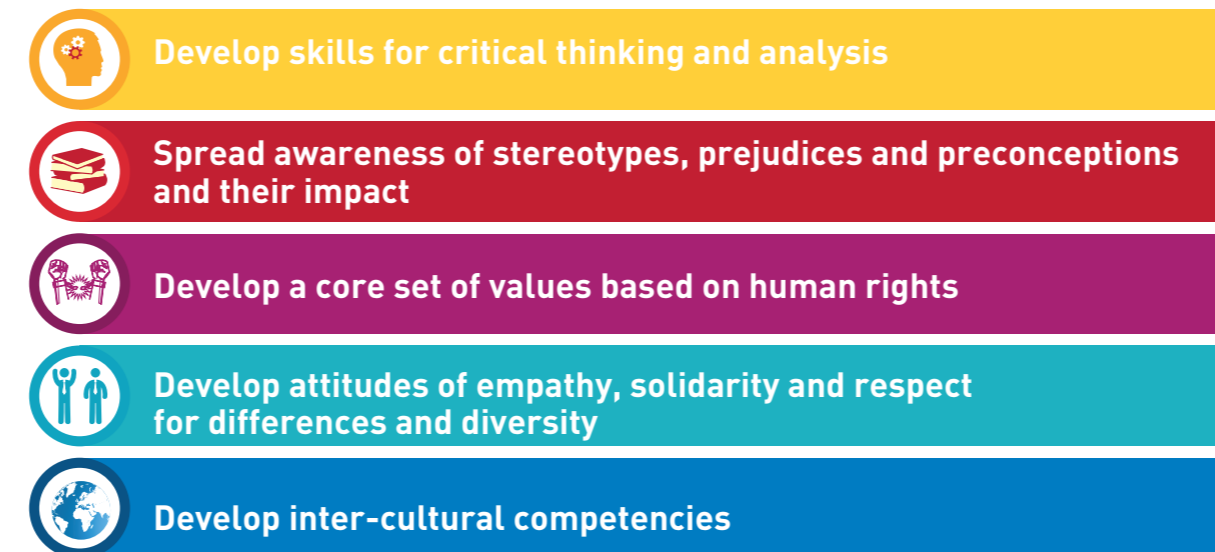 Develop skills for critical thinking and analysis
Spread awareness of stereotypes, prejudices and preconceptions
and their impact
Develop a core set of values based on human rights
Develop attitudes of empathy, solidarity and respect
for differences and diversity
Develop inter-cultural competencies